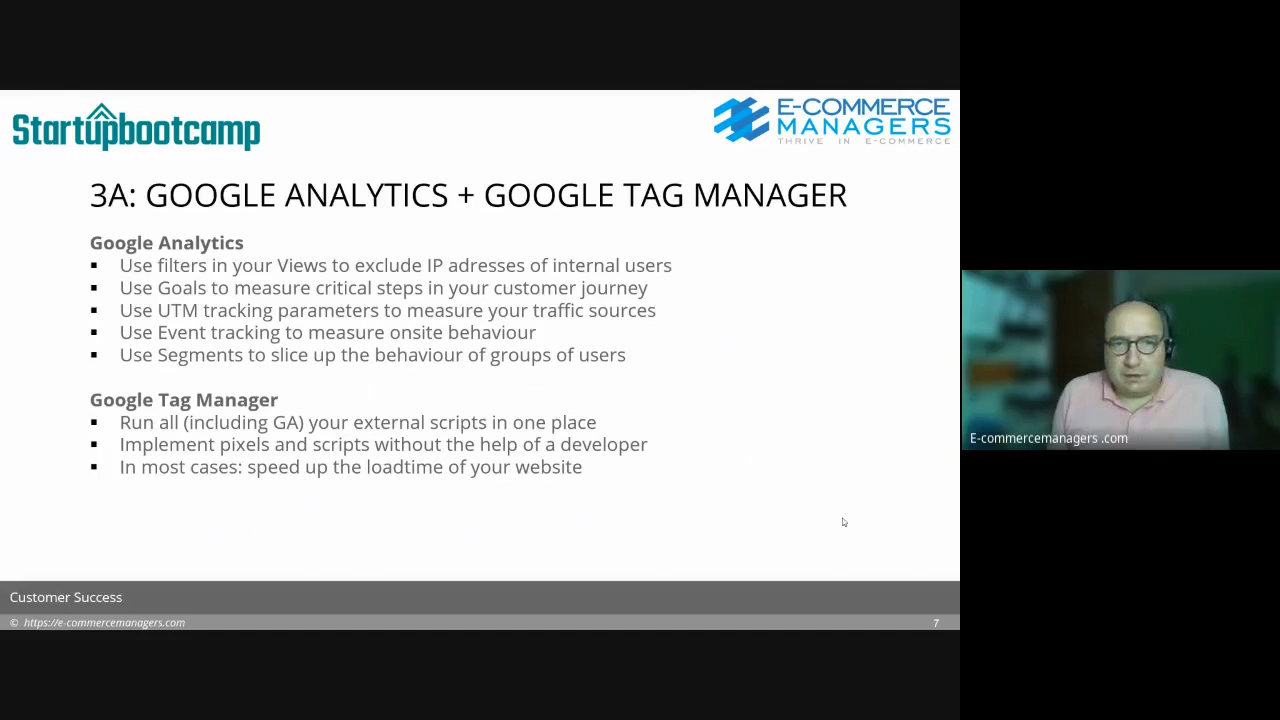 Startupbootcamp
E-COMMERCE
MANAGERS
THRIVE IN E-COMMERCE
3A: GOOGLE ANALYTICS + GOOGLE TAG MANAGER
Google Analytics
▪ Use filters in your Views to exclude IP adresses of internal users
▪ Use Goals to measure critical steps in your customer journey
▪ Use UTM tracking parameters to measure your traffic sources
▪ Use Event tracking to measure onsite behaviour
▪ Use Segments to slice up the behaviour of groups of users
Google Tag Manager
▪ Run all (including GA) your external scripts in one place
▪ Implement pixels and scripts without the help of a developer
▪ In most cases: speed up the loadtime of your website
E-commercemanagers .com
Customer Success
© https://e-commercemanagers.com
7